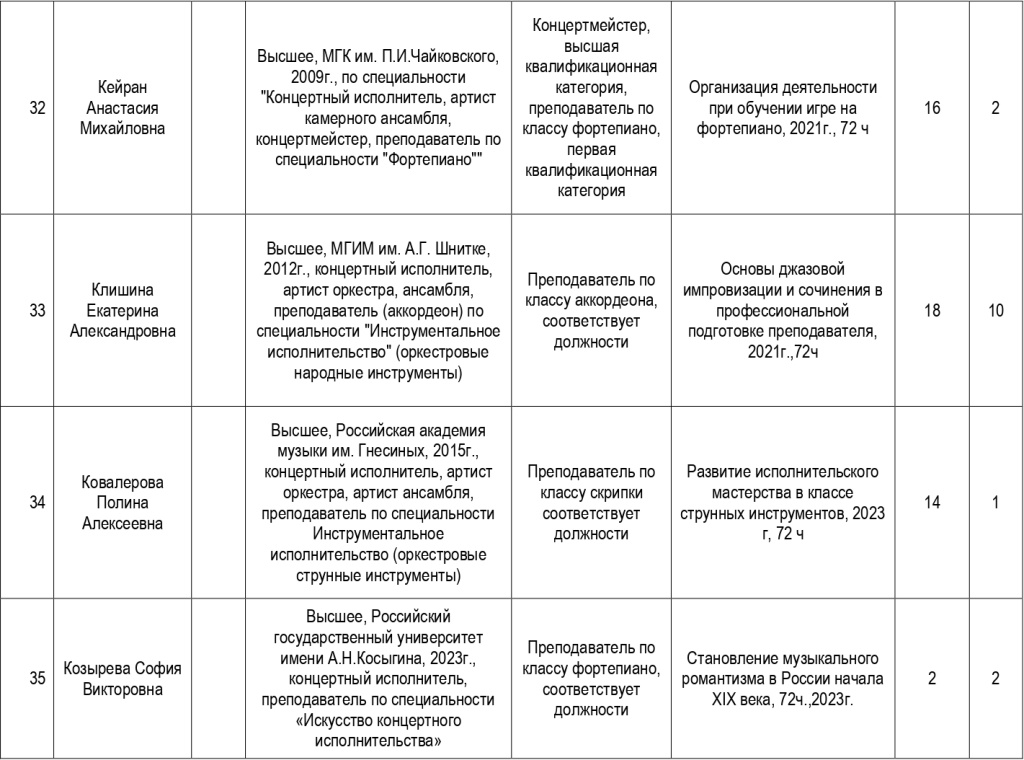 32
Кейран
Анастасия
Михайловна
Высшее, МГК им. П.И.Чайковского,
2009г., по специальности
"Концертный исполнитель, артист
камерного ансамбля,
концертмейстер, преподаватель по
специальности "Фортепиано""
Концертмейстер,
высшая
квалификационная
категория,
преподаватель по
классу фортепиано,
первая
квалификационная
категория
Организация деятельности
при обучении игре на
фортепиано, 2021г., 72 ч
16
2
33
Клишина
Екатерина
Александровна
Высшее, МГИМ им. А.Г. Шнитке,
2012г., концертный исполнитель,
артист оркестра, ансамбля,
преподаватель (аккордеон) по
специальности "Инструментальное
исполнительство" (оркестровые
народные инструменты)
Преподаватель по
классу аккордеона,
соответствует
должности
Основы джазовой
импровизации и сочинения в
профессиональной
подготовке преподавателя,
2021г.,72ч
18
10
34
Ковалерова
Полина
Алексеевна
Высшее, Российская академия
музыки им. Гнесиных, 2015г.,
концертный исполнитель, артист
оркестра, артист ансамбля,
преподаватель по специальности
Инструментальное
исполнительство (оркестровые
струнные инструменты)
Преподаватель по
классу скрипки
соответствует
должности
Развитие исполнительского
мастерства в классе
струнных инструментов, 2023
г, 72 ч
14
1
35
Козырева София
Викторовна
Высшее, Российский
государственный университет
имени А.Н.Косыгина, 2023г.,
концертный исполнитель,
преподаватель по специальности
«Искусство концертного
исполнительства»
Преподаватель по
классу фортепиано,
соответствует
должности
Становление музыкального
романтизма в России начала
XIX века, 72ч.,2023г.
2
2